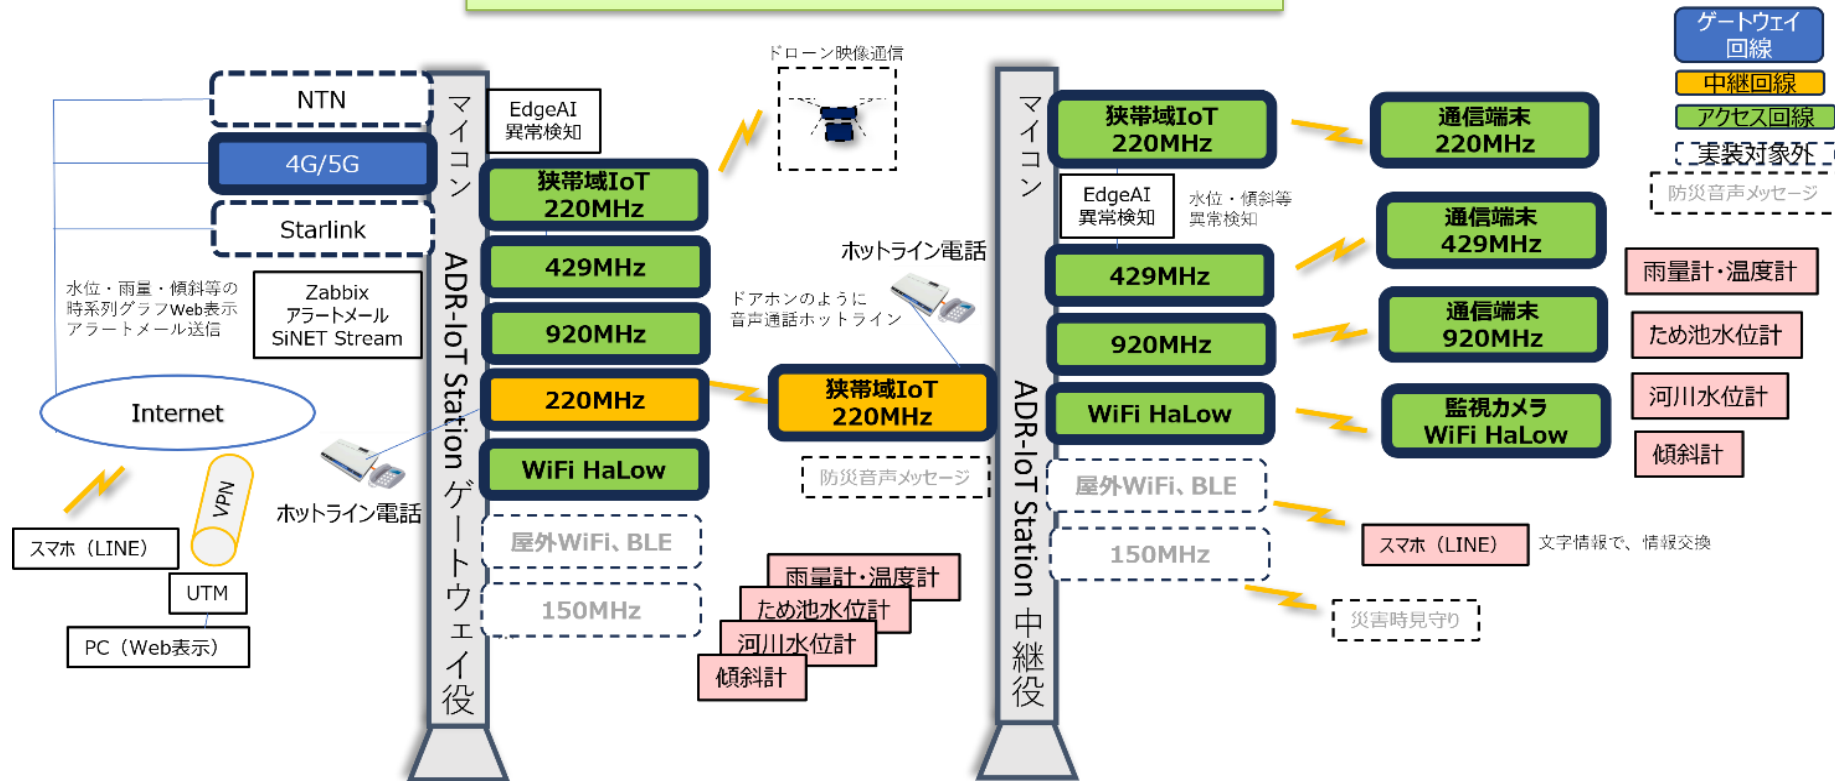 ゲートウェイ
回線
中継回線
アクセス回線
実装対象外
防災音声メッセージ
NTN
4G/5G
Starlink
水位・雨量・傾斜等の
時系列グラフWeb表示
アラートメール送信
Zabbix
アラートメール
SiNET Stream
Internet
VPN
スマホ（LINE）
UTM
PC（Web表示）
ホットライン電話
マイコン
ADR-IoT Station ゲートウェイ役
EdgeAI
異常検知
狭帯域IoT
220MHz
429MHz
920MHz
220MHz
WiFi HaLow
屋外WiFi、BLE
150MHz
ドローン映像通信
ホットライン電話
ドアホンのように
音声通話ホットライン
狭帯域IoT
220MHz
防災音声メッセージ
雨量計・温度計
ため池水位計
河川水位計
傾斜計
マイコン
ADR-IoT Station 中継役
狭帯域IoT
220MHz
EdgeAI
異常検知
水位・傾斜等
異常検知
429MHz
920MHz
WiFi HaLow
屋外WiFi、BLE
150MHz
通信端末
220MHz
通信端末
429MHz
通信端末
920MHz
監視カメラ
WiFi HaLow
雨量計・温度計
ため池水位計
河川水位計
傾斜計
スマホ（LINE）
文字情報で、情報交換
災害時見守り